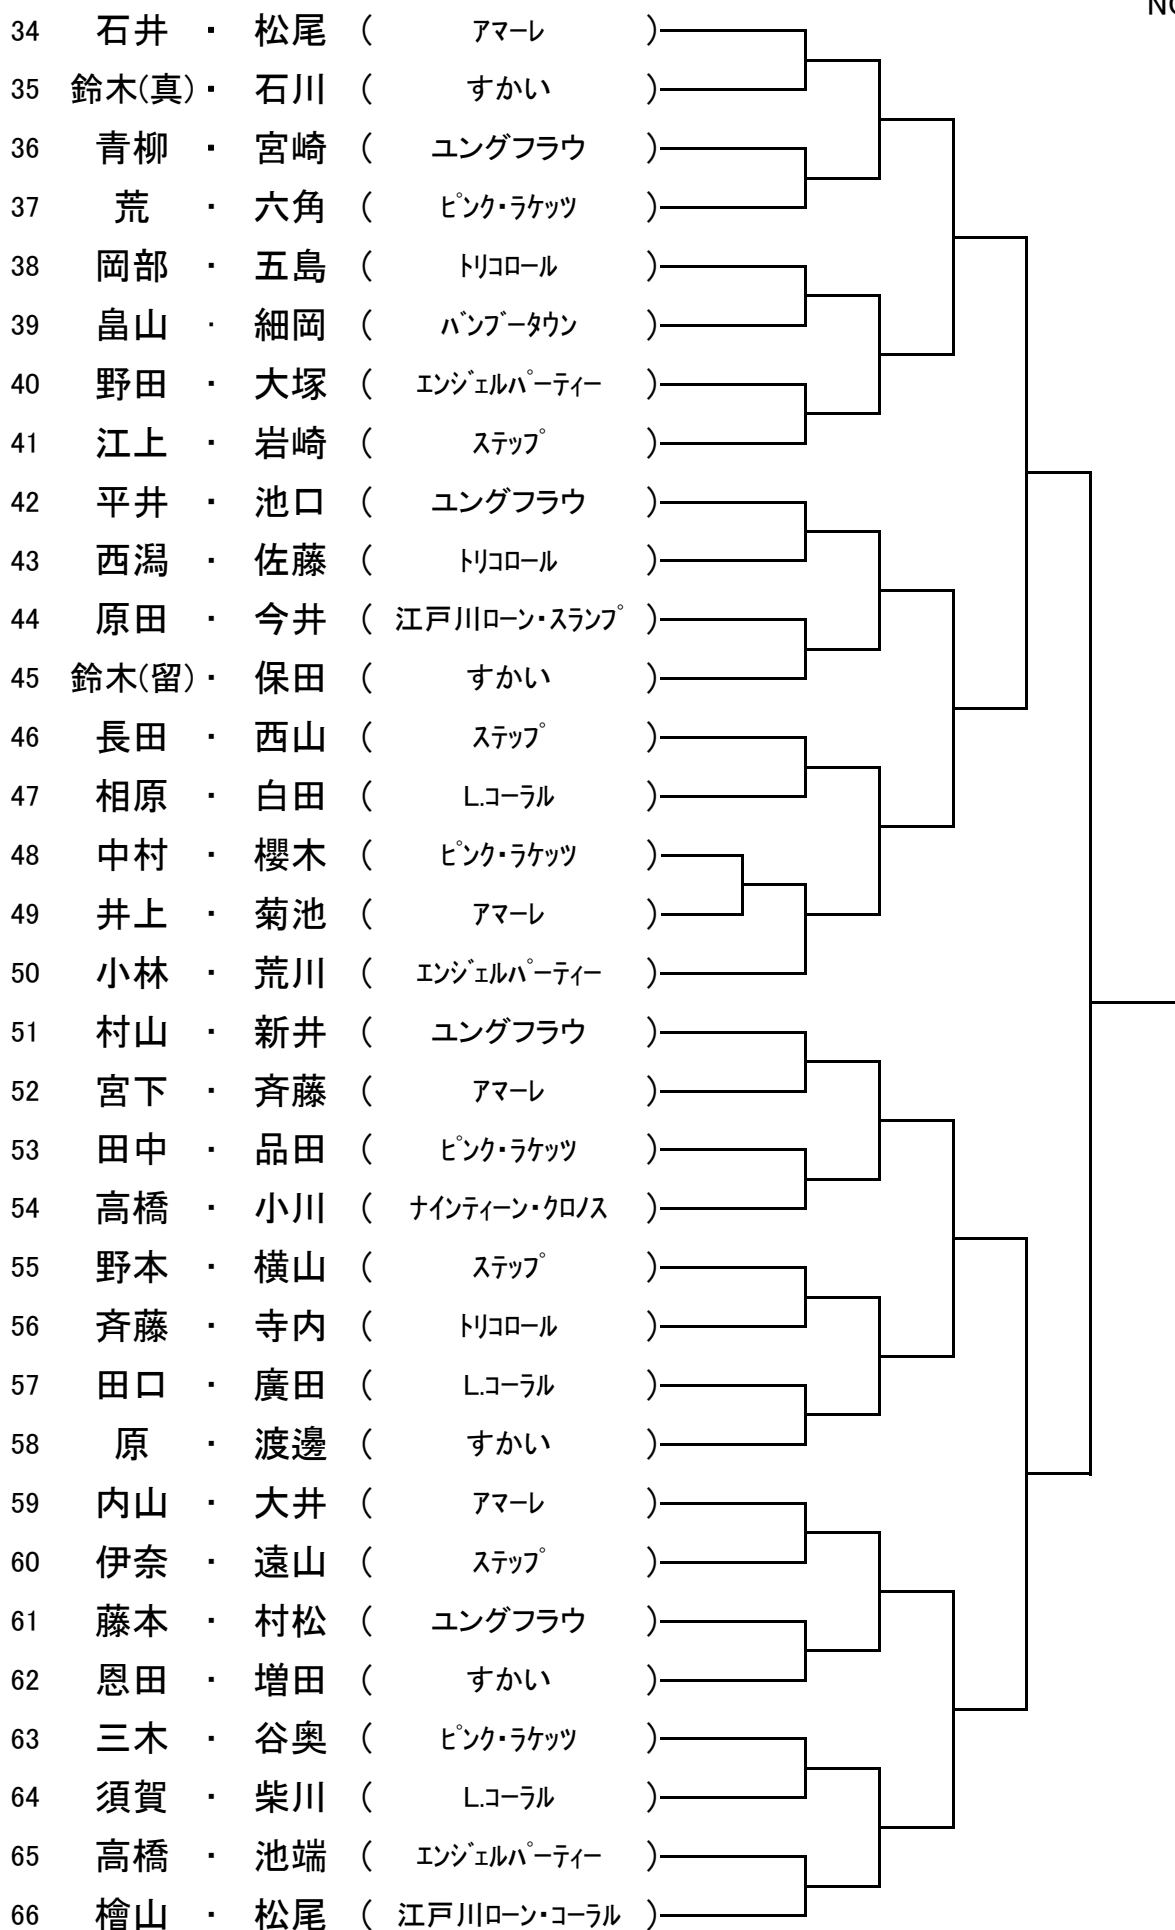 NO
34 石井 ・ 松尾 ( アマーレ )
35 鈴木(真)・ 石川 ( すかい )
36 青柳 ・ 宮崎 ( ユングフラウ )
37 荒 ・ 六角 ( ピンク・ラケッツ )
38 岡部 ・ 五島 ( トリコロール )
39 畠山 ・ 細岡 ( バンブータウン )
40 野田 ・ 大塚 ( エンジェルパーティー )
41 江上 ・ 岩崎 ( ステップ )
42 平井 ・ 池口 ( ユングフラウ )
43 西潟 ・ 佐藤 ( トリコロール )
44 原田 ・ 今井 ( 江戸川ローン・スランプ )
45 鈴木(留)・ 保田 ( すかい )
46 長田 ・ 西山 ( ステップ )
47 相原 ・ 白田 ( L.コーラル )
48 中村 ・ 櫻木 ( ピンク・ラケッツ )
49 井上 ・ 菊池 ( アマーレ )
50 小林 ・ 荒川 ( エンジェルパーティー )
51 村山 ・ 新井 ( ユングフラウ )
52 宮下 ・ 斉藤 ( アマーレ )
53 田中 ・ 品田 ( ピンク・ラケッツ )
54 高橋 ・ 小川 ( ナインティーン・クロノス )
55 野本 ・ 横山 ( ステップ )
56 斉藤 ・ 寺内 ( トリコロール )
57 田口 ・ 廣田 ( L.コーラル )
58 原 ・ 渡邊 ( すかい )
59 内山 ・ 大井 ( アマーレ )
60 伊奈 ・ 遠山 ( ステップ )
61 藤本 ・ 村松 ( ユングフラウ )
62 恩田 ・ 増田 ( すかい )
63 三木 ・ 谷奥 ( ピンク・ラケッツ )
64 須賀 ・ 柴川 ( L.コーラル )
65 高橋 ・ 池端 ( エンジェルパーティー )
66 檜山 ・ 松尾 ( 江戸川ローン・コーラル )